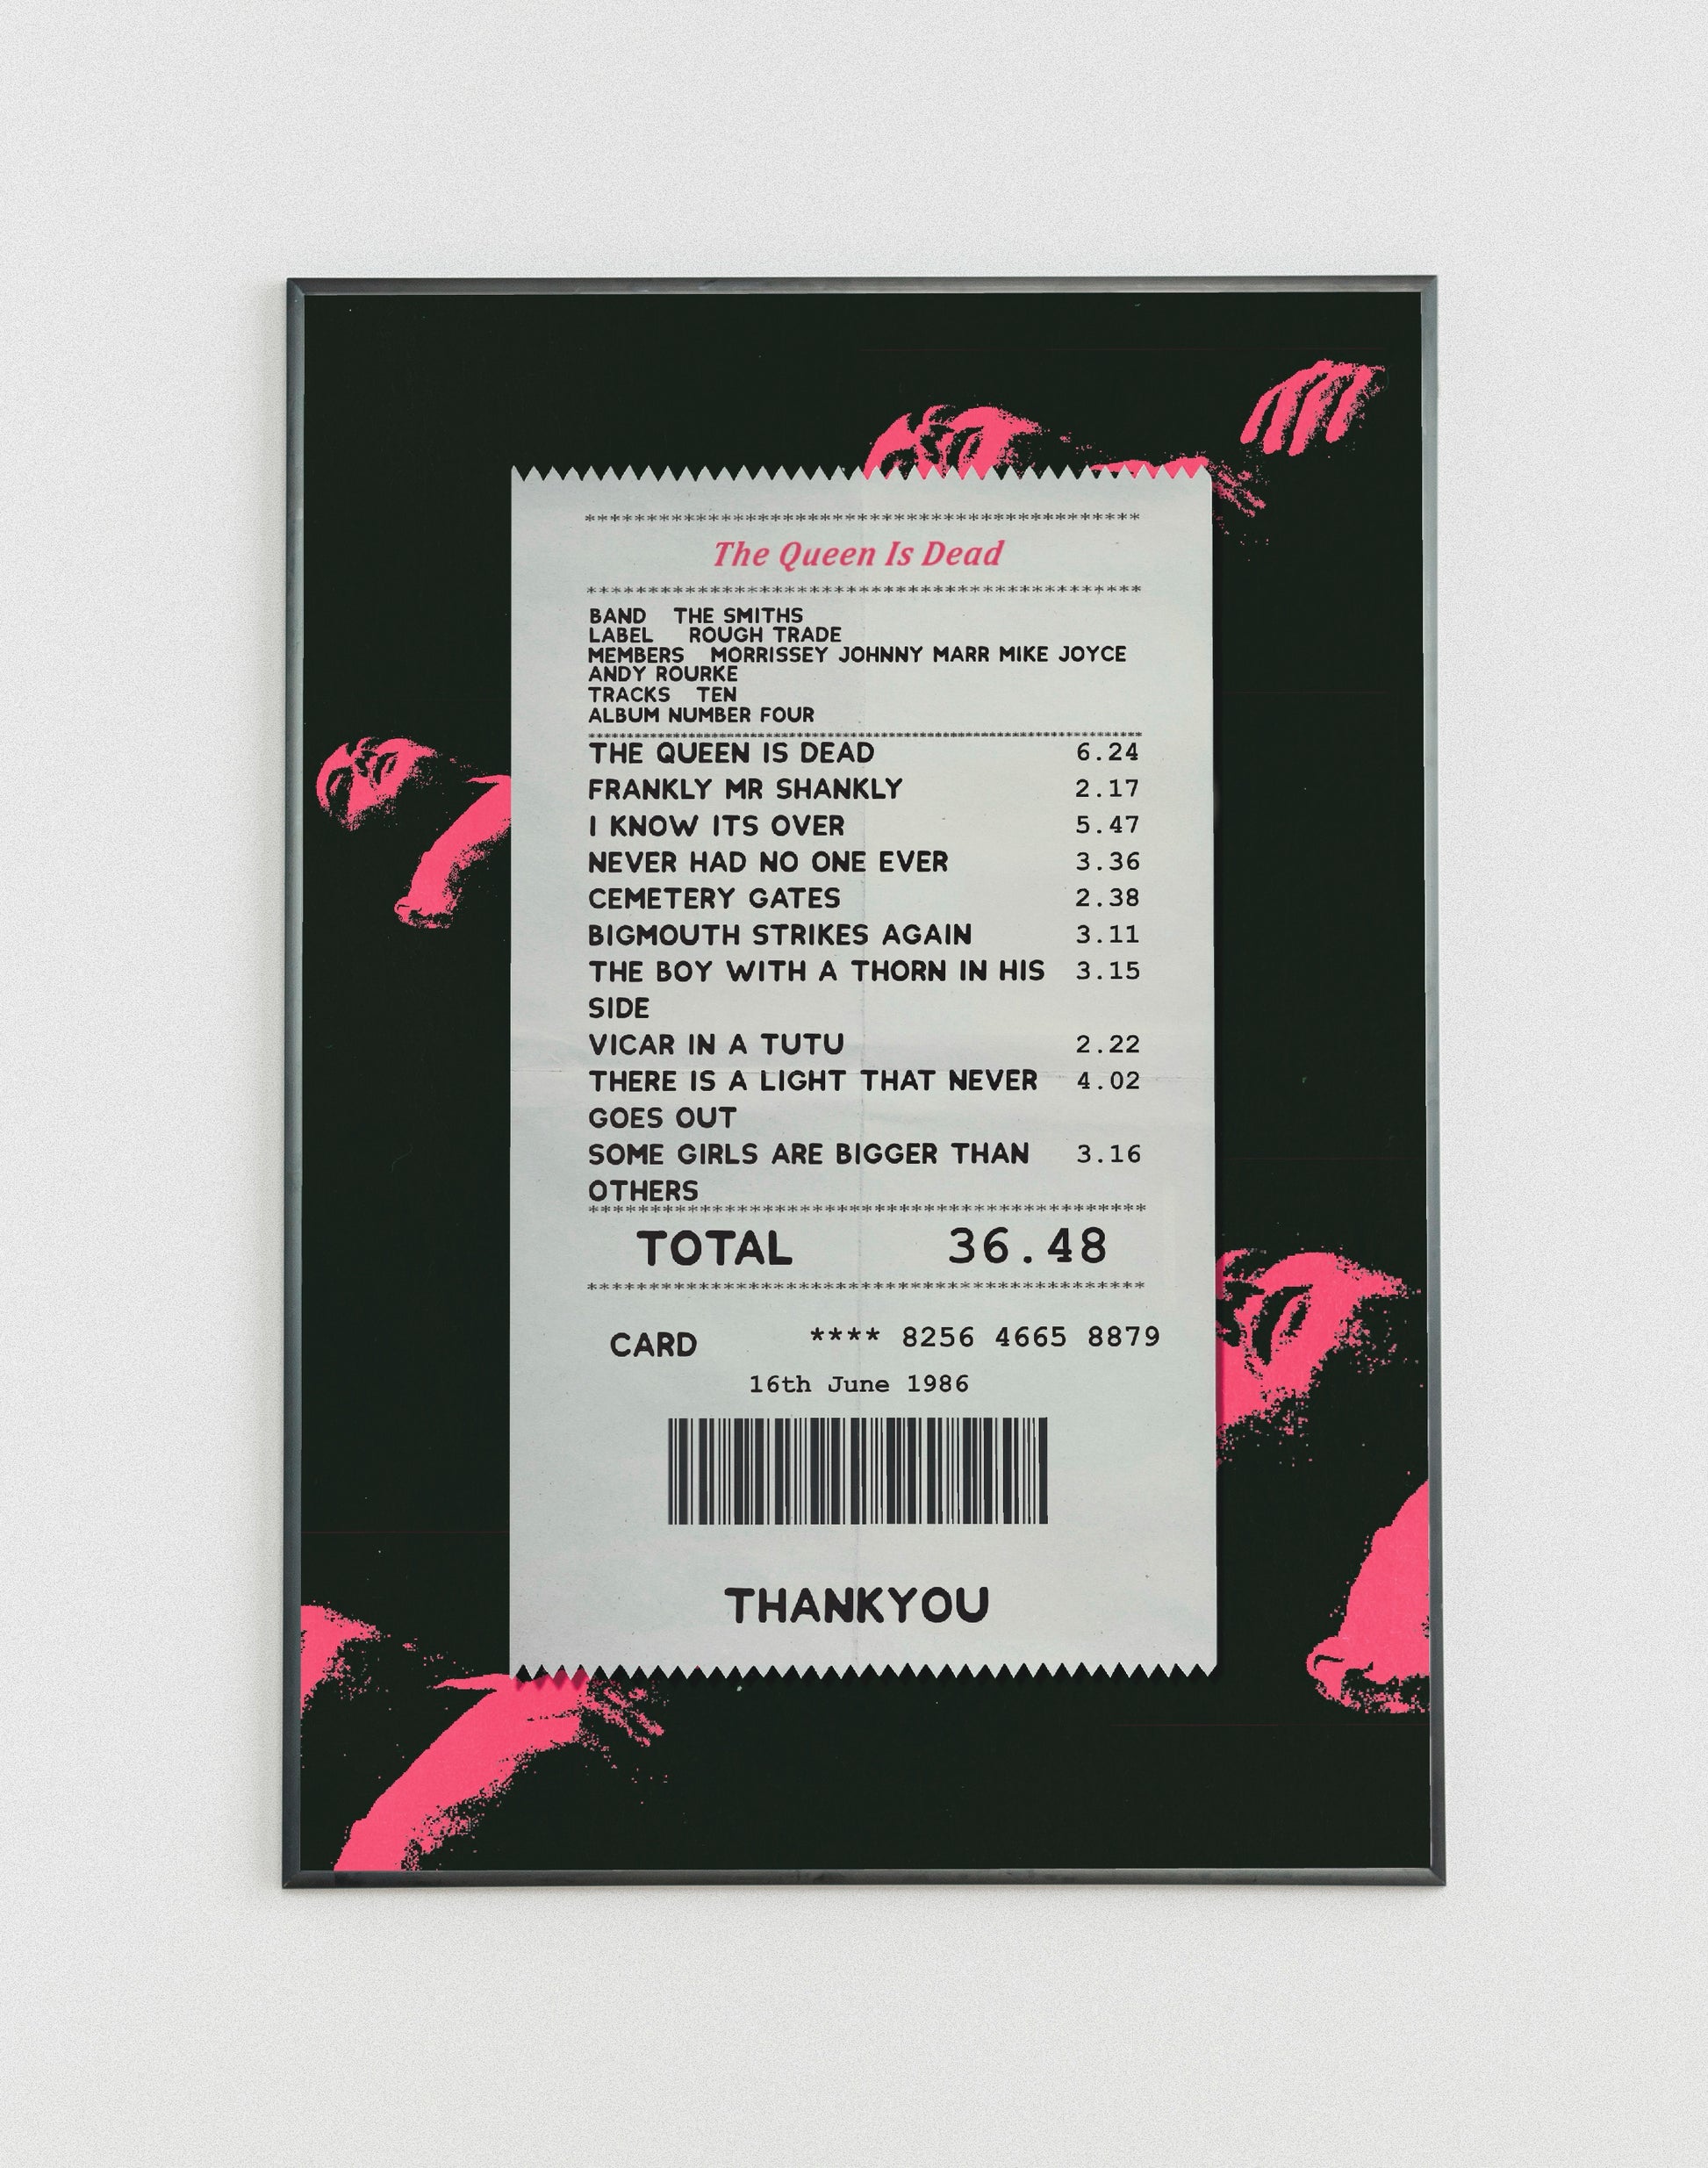 ******************************************
The Queen Is Dead
******************************************
BAND THE SMITHS
LABEL ROUGH TRADE
MEMBERS MORRISSEY JOHNNY MARR MIKE JOYCE
ANDY ROURKE
TRACKS TEN
ALBUM NUMBER FOUR
******************************************
THE QUEEN IS DEAD 6.24
FRANKLY MR SHANKLY 2.17
I KNOW ITS OVER 5.47
NEVER HAD NO ONE EVER 3.36
CEMETERY GATES 2.38
BIGMOUTH STRIKES AGAIN 3.11
THE BOY WITH A THORN IN HIS 3.15
SIDE
VICAR IN A TUTU 2.22
THERE IS A LIGHT THAT NEVER 4.02
GOES OUT
SOME GIRLS ARE BIGGER THAN 3.16
OTHERS
******************************************
TOTAL 36.48
******************************************
CARD **** 8256 4665 8879
16th June 1986
THANKYOU